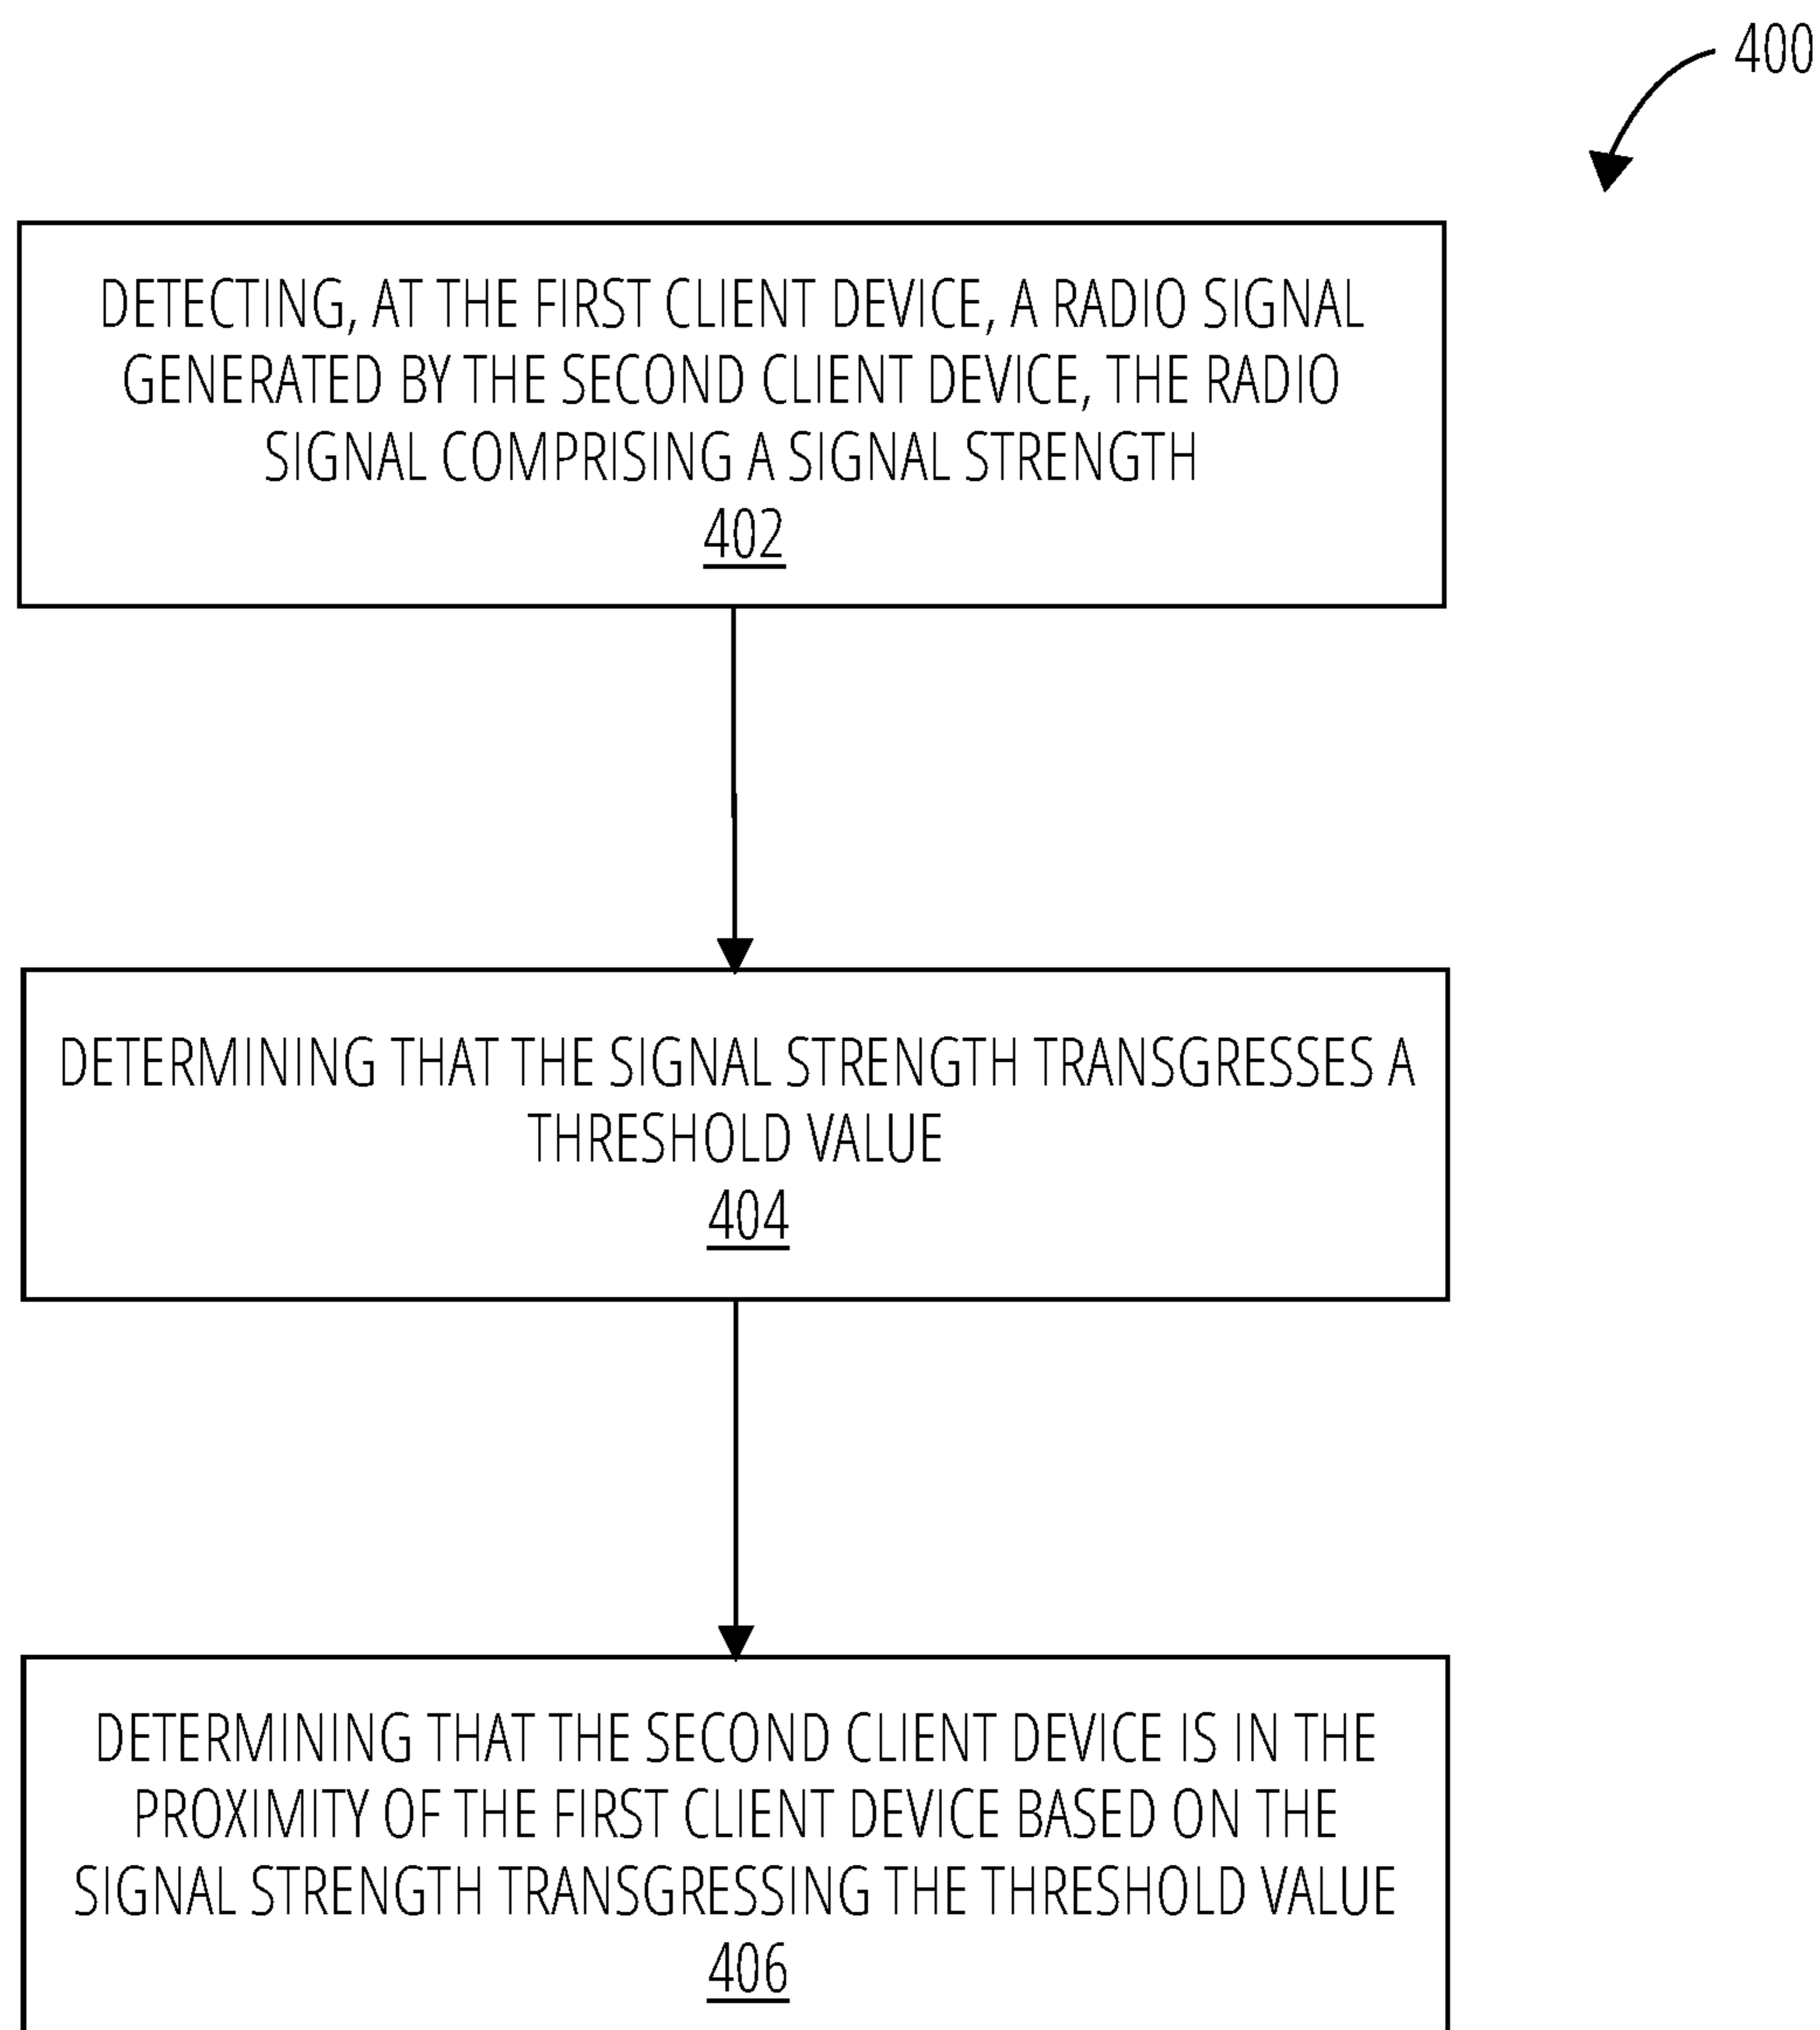 400
DETECTING, AT THE FIRST CLIENT DEVICE, A RADIO SIGNAL
GENERATED BY THE SECOND CLIENT DEVICE, THE RADIO
SIGNAL COMPRISING A SIGNAL STRENGTH
402
DETERMINING THAT THE SIGNAL STRENGTH TRANSGRESSES A
THRESHOLD VALUE
404
DETERMINING THAT THE SECOND CLIENT DEVICE IS IN THE
PROXIMITY OF THE FIRST CLIENT DEVICE BASED ON THE
SIGNAL STRENGTH TRANSGRESSING THE THRESHOLD VALUE
406